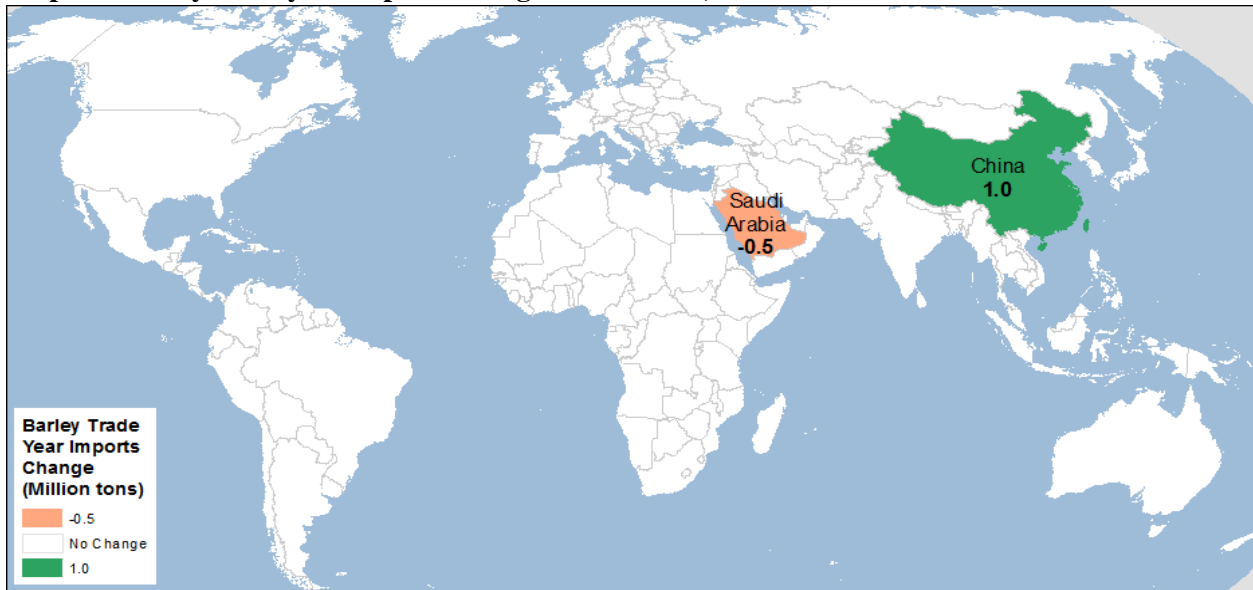 China
1.0
Saudi
Arabia
-0.5
Barley Trade
Year Imports
Change
(Million tons)
-0.5
No Change
1.0